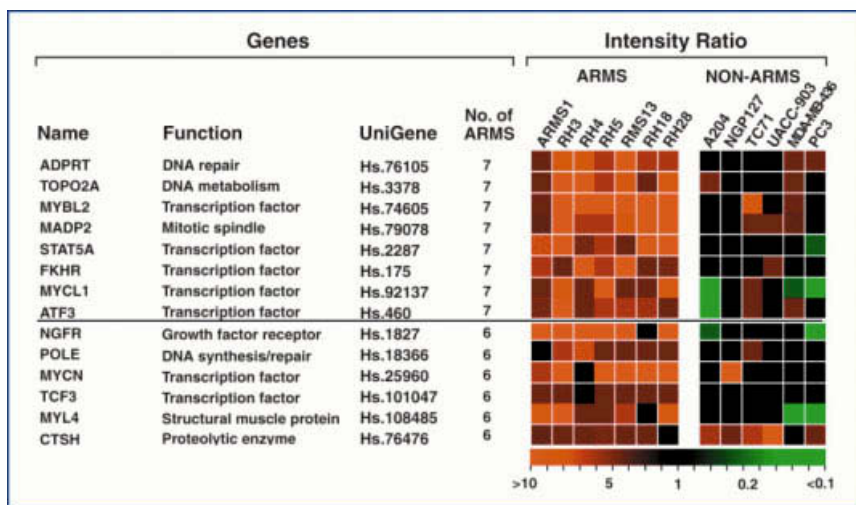 Genes
Intensity Ratio
ARMS
NON-ARMS
Name Function UniGene No. of ARMS
ARMS1 RH3 RH4 RH5 RMS13 RH18 RH28
A204 NGP127 TC71 UACC-903 MDA-MB-436 PC3
ADPRT DNA repair Hs.76105 7
TOPO2A DNA metabolism Hs.3378 7
MYBL2 Transcription factor Hs.74605 7
MADP2 Mitotic spindle Hs.79078 7
STAT5A Transcription factor Hs.2287 7
FKHR Transcription factor Hs.175 7
MYCL1 Transcription factor Hs.92137 7
ATF3 Transcription factor Hs.460 7
NGFR Growth factor receptor Hs.1827 6
POLE DNA synthesis/repair Hs.18366 6
MYCN Transcription factor Hs.25960 6
TCF3 Transcription factor Hs.101047 6
MYL4 Structural muscle protein Hs.108485 6
CTSH Proteolytic enzyme Hs.76476 6
>10 5 1 0.2 <0.1